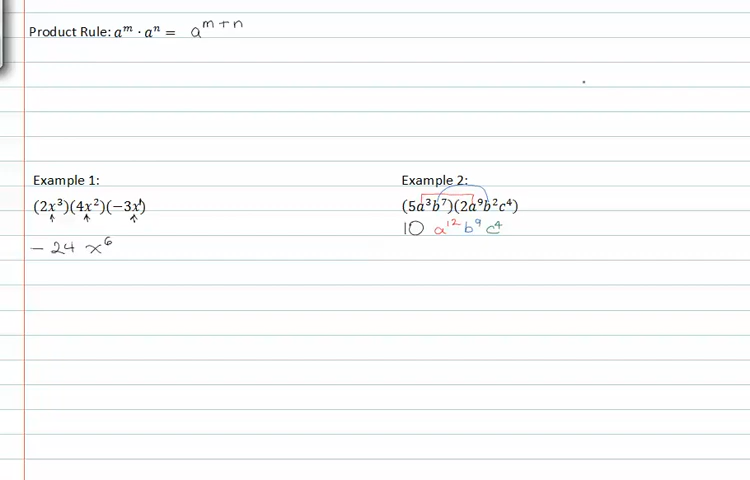 Product Rule: aᵐ · aⁿ = aᵐ⁺ⁿ
Example 1:
(2x³)(4x²)(−3x¹)
− 24 x⁶
Example 2:
(5a³b⁷)(2a⁹b²c⁴)
10 a¹² b⁹ c⁴